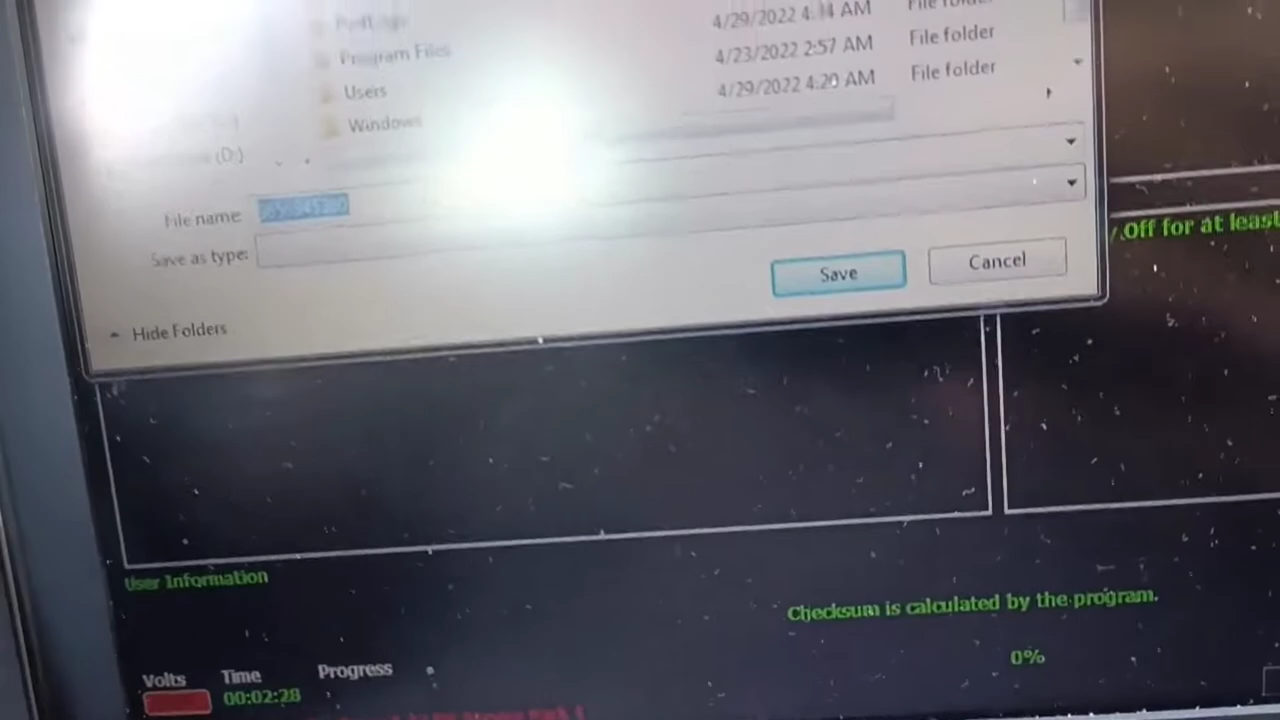 4/29/2022 4:14 AM File folder
Program Files 4/23/2022 2:57 AM File folder
Users 4/29/2022 4:20 AM File folder
Windows
(D:)
File name:
Save as type:
Save Cancel
Hide Folders
Off for at least
User Information
Checksum is calculated by the program.
0%
Volts Time Progress
00:02:28